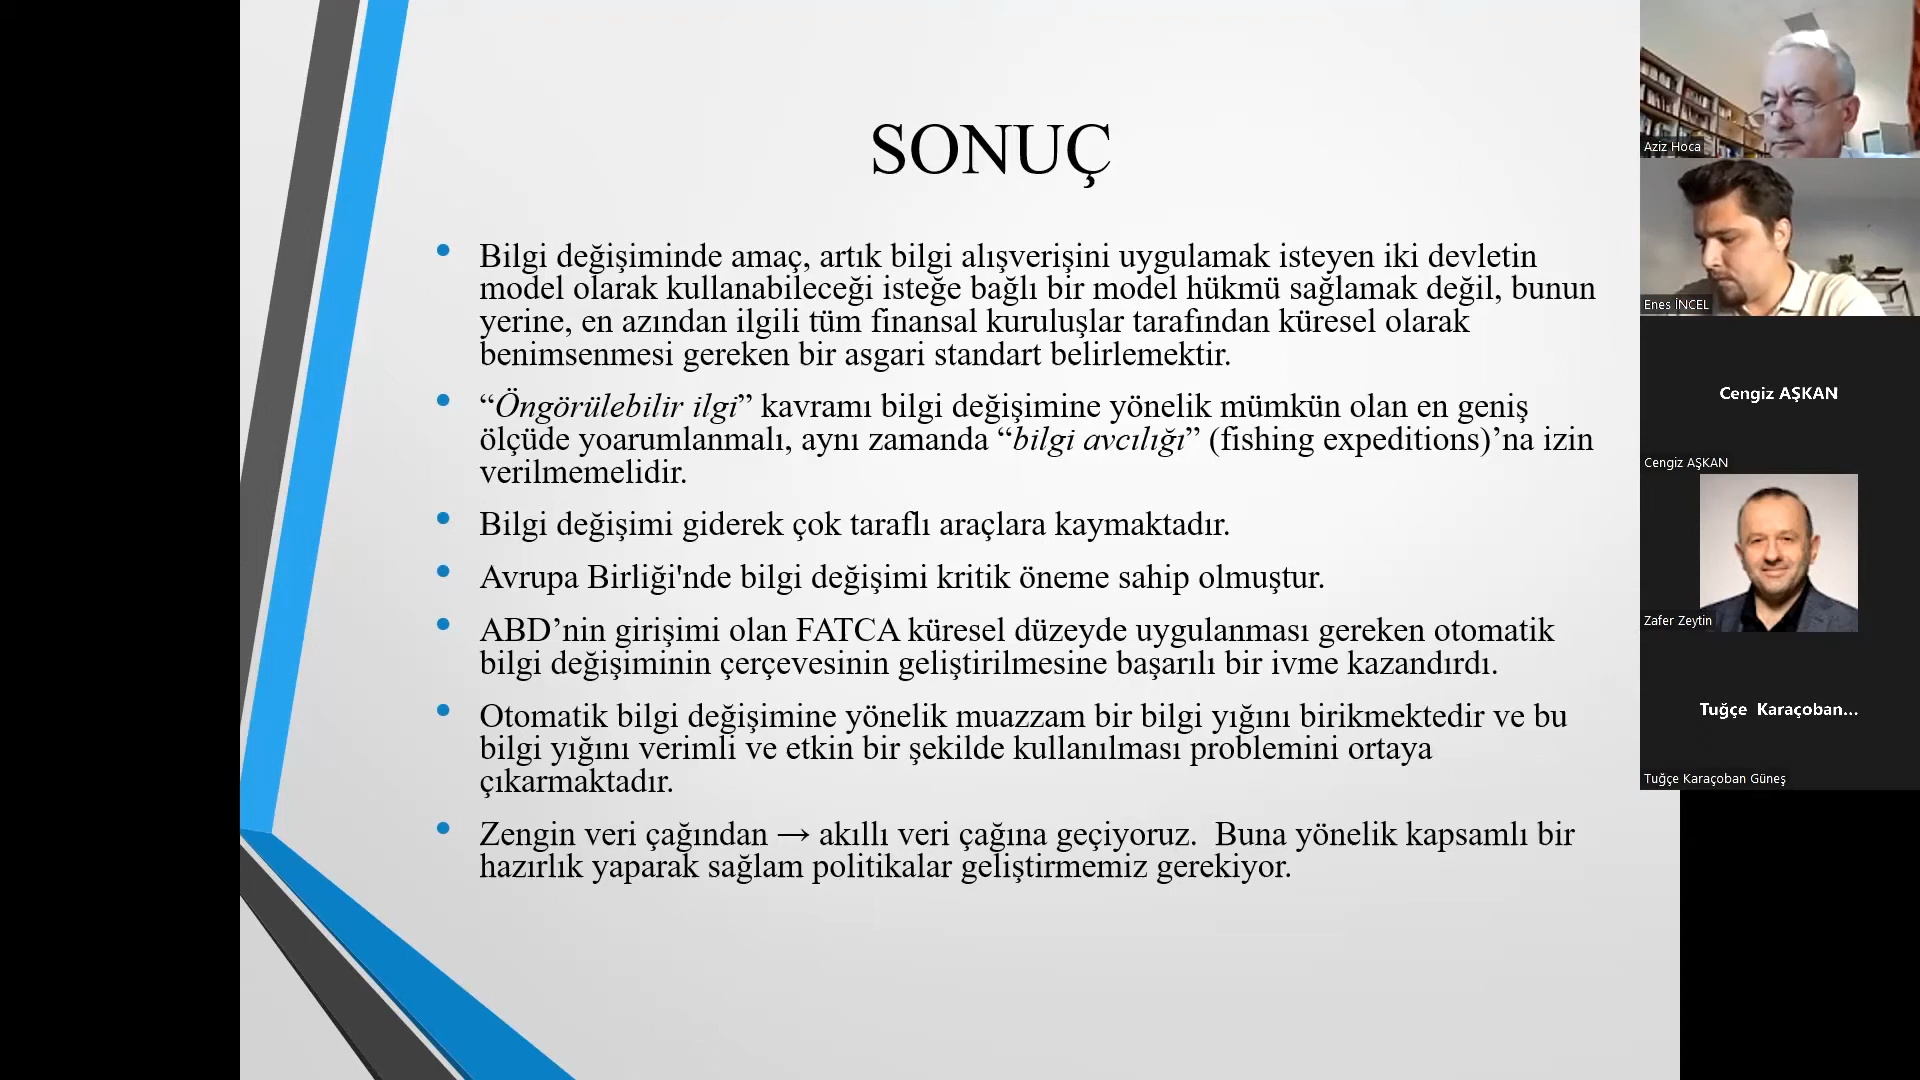 SONUÇ
Bilgi değişiminde amaç, artık bilgi alışverişini uygulamak isteyen iki devletin
model olarak kullanabileceği isteğe bağlı bir model hükmü sağlamak değil, bunun
yerine, en azından ilgili tüm finansal kuruluşlar tarafından küresel olarak
benimsenmesi gereken bir asgari standart belirlemektir.
“Öngörülebilir ilgi” kavramı bilgi değişimine yönelik mümkün olan en geniş
ölçüde yoarumlanmalı, aynı zamanda “bilgi avcılığı” (fishing expeditions)’na izin
verilmemelidir.
Bilgi değişimi giderek çok taraflı araçlara kaymaktadır.
Avrupa Birliği'nde bilgi değişimi kritik öneme sahip olmuştur.
ABD’nin girişimi olan FATCA küresel düzeyde uygulanması gereken otomatik
bilgi değişiminin çerçevesinin geliştirilmesine başarılı bir ivme kazandırdı.
Otomatik bilgi değişimine yönelik muazzam bir bilgi yığını birikmektedir ve bu
bilgi yığını verimli ve etkin bir şekilde kullanılması problemini ortaya
çıkarmaktadır.
Zengin veri çağından → akıllı veri çağına geçiyoruz.  Buna yönelik kapsamlı bir
hazırlık yaparak sağlam politikalar geliştirmemiz gerekiyor.
Aziz Hoca
Enes İNCEL
Cengiz AŞKAN
Cengiz AŞKAN
Zafer Zeytin
Tuğçe Karaçoban...
Tuğçe Karaçoban Güneş